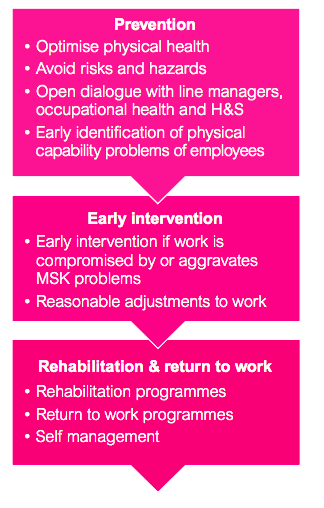 Prevention
• Optimise physical health
• Avoid risks and hazards
• Open dialogue with line managers,
occupational health and H&S
• Early identification of physical
capability problems of employees
Early intervention
• Early intervention if work is
compromised by or aggravates
MSK problems
• Reasonable adjustments to work
Rehabilitation & return to work
• Rehabilitation programmes
• Return to work programmes
• Self management